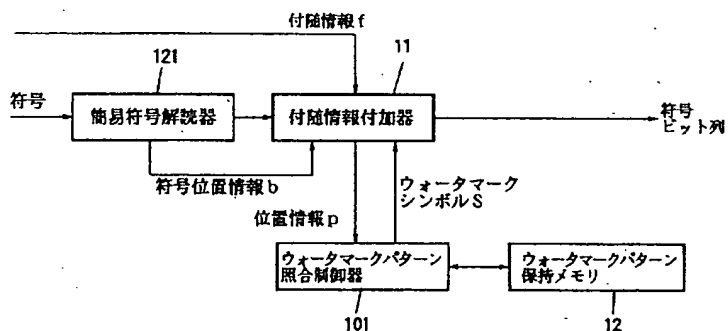 付随情報f
121
11
符号
簡易符号解読器
付随情報付加器
符号
ビット列
符号位置情報b
ウォータマーク
シンボルS
位置情報p
ウォータマークパターン
照合制御器
ウォータマークパターン
保持メモリ
101
12